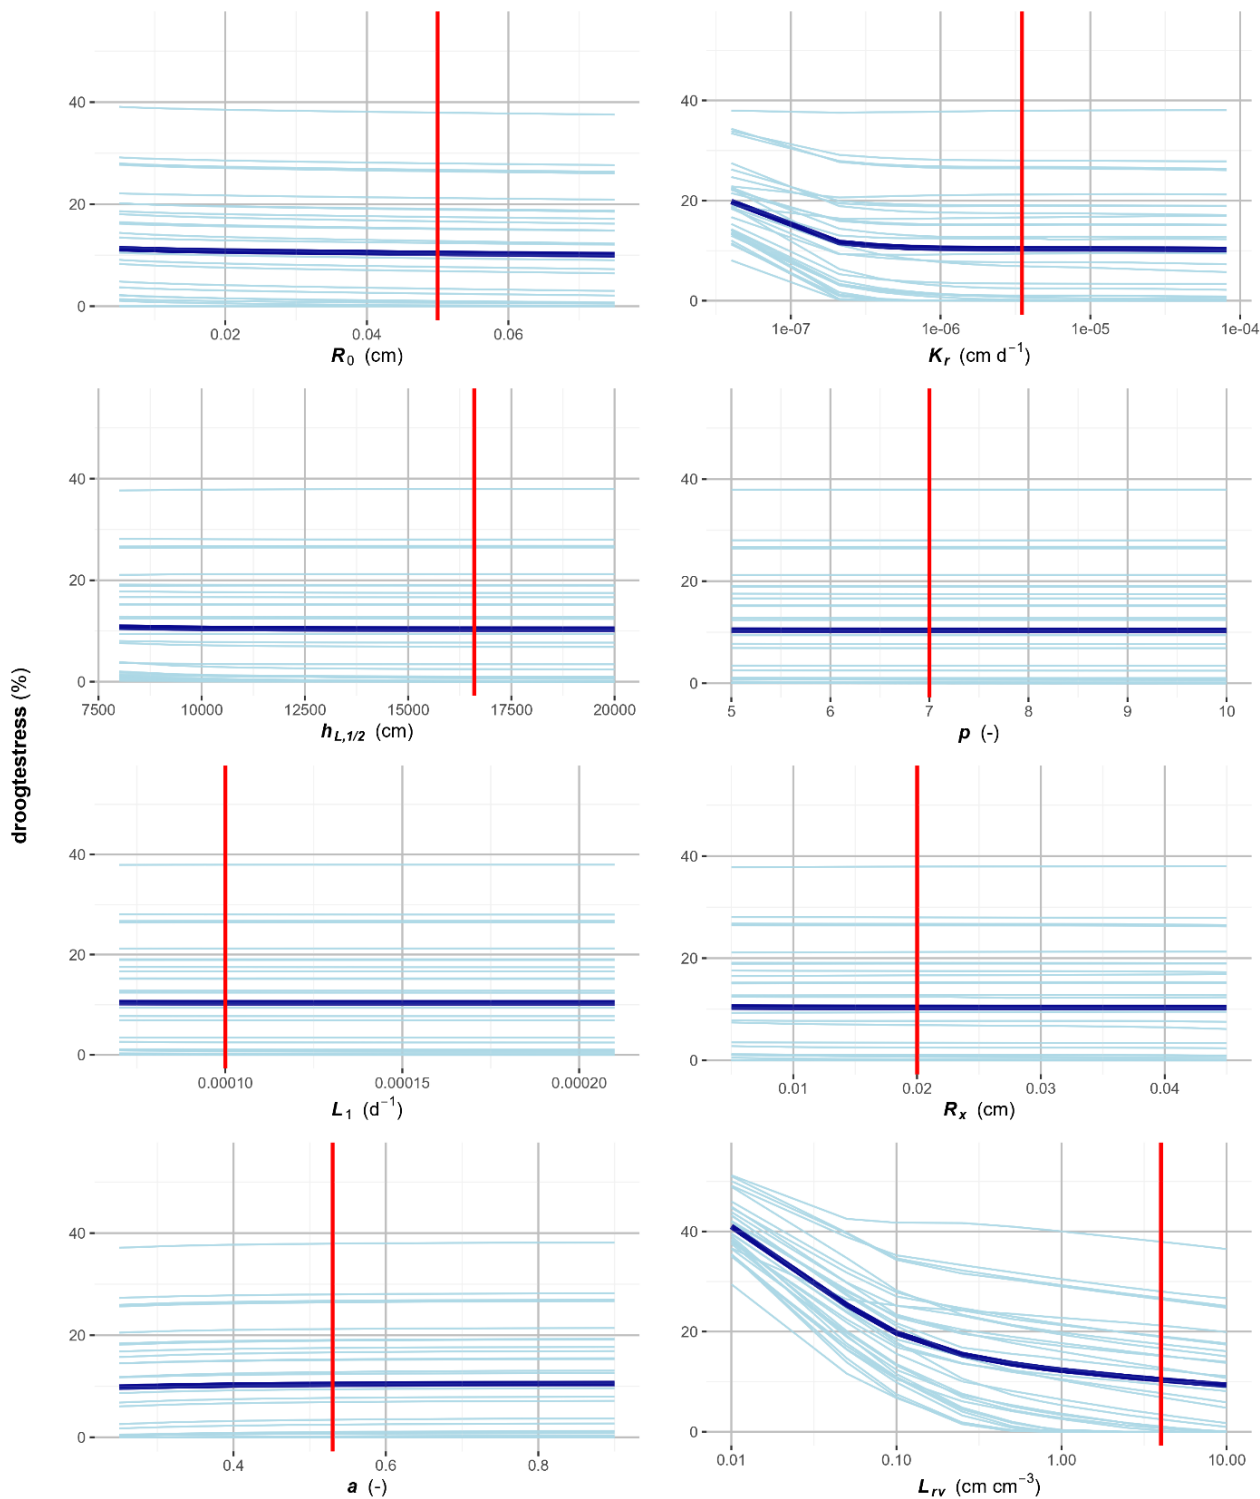 droogtestress (%)
40
20
0
0.02 0.04 0.06
R0 (cm)
40
20
0
1e-07 1e-06 1e-05 1e-04
Kr (cm d−1)
40
20
0
7500 10000 12500 15000 17500 20000
hL,1/2 (cm)
40
20
0
5 6 7 8 9 10
p (-)
40
20
0
0.00010 0.00015 0.00020
L1 (d−1)
40
20
0
0.01 0.02 0.03 0.04
Rx (cm)
40
20
0
0.4 0.6 0.8
a (-)
40
20
0
0.01 0.10 1.00 10.00
Lrv (cm cm−3)